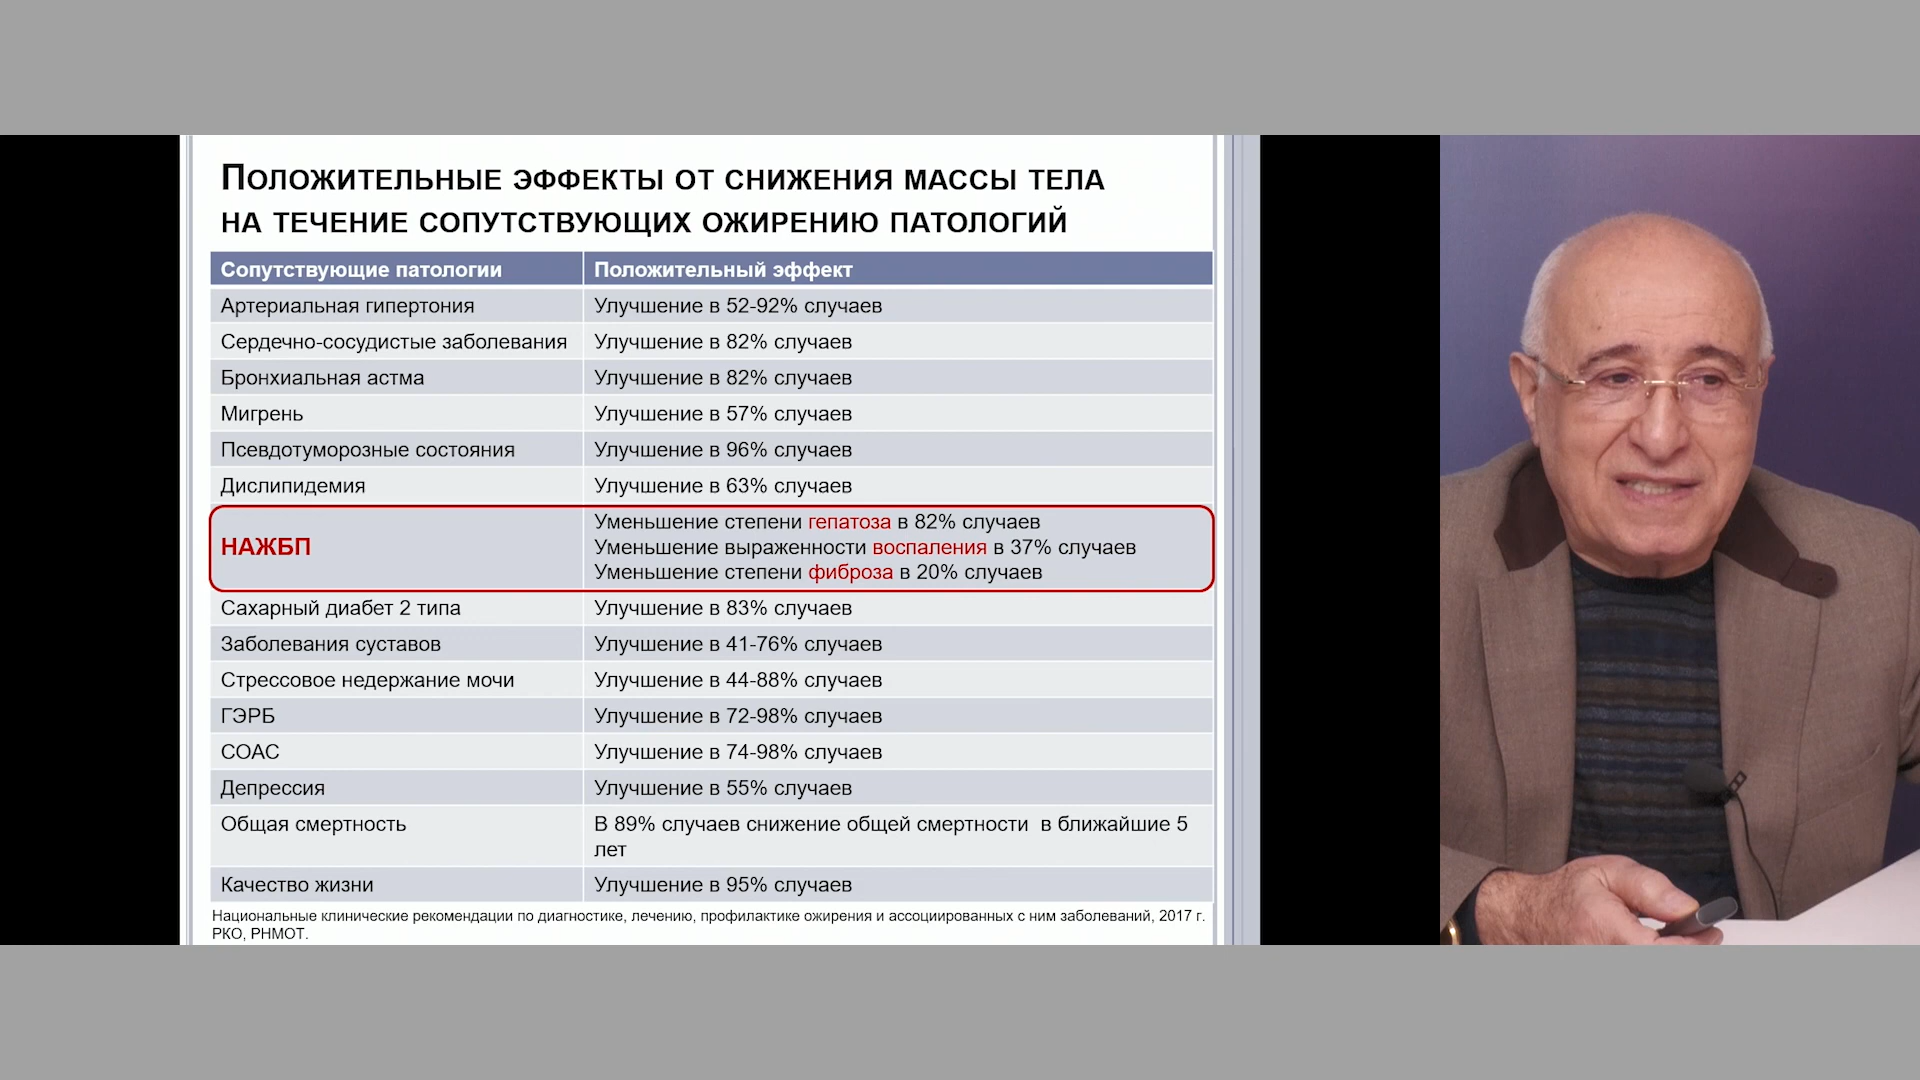 Положительные эффекты от снижения массы тела
на течение сопутствующих ожирению патологий
Сопутствующие патологии Положительный эффект
Артериальная гипертония Улучшение в 52-92% случаев
Сердечно-сосудистые заболевания Улучшение в 82% случаев
Бронхиальная астма Улучшение в 82% случаев
Мигрень Улучшение в 57% случаев
Псевдотуморозные состояния Улучшение в 96% случаев
Дислипидемия Улучшение в 63% случаев
НАЖБП
Уменьшение степени гепатоза в 82% случаев
Уменьшение выраженности воспаления в 37% случаев
Уменьшение степени фиброза в 20% случаев
Сахарный диабет 2 типа Улучшение в 83% случаев
Заболевания суставов Улучшение в 41-76% случаев
Стрессовое недержание мочи Улучшение в 44-88% случаев
ГЭРБ Улучшение в 72-98% случаев
СОАС Улучшение в 74-98% случаев
Депрессия Улучшение в 55% случаев
Общая смертность В 89% случаев снижение общей смертности в ближайшие 5
лет
Качество жизни Улучшение в 95% случаев
Национальные клинические рекомендации по диагностике, лечению, профилактике ожирения и ассоциированных с ним заболеваний, 2017 г.
РКО, РНМОТ.